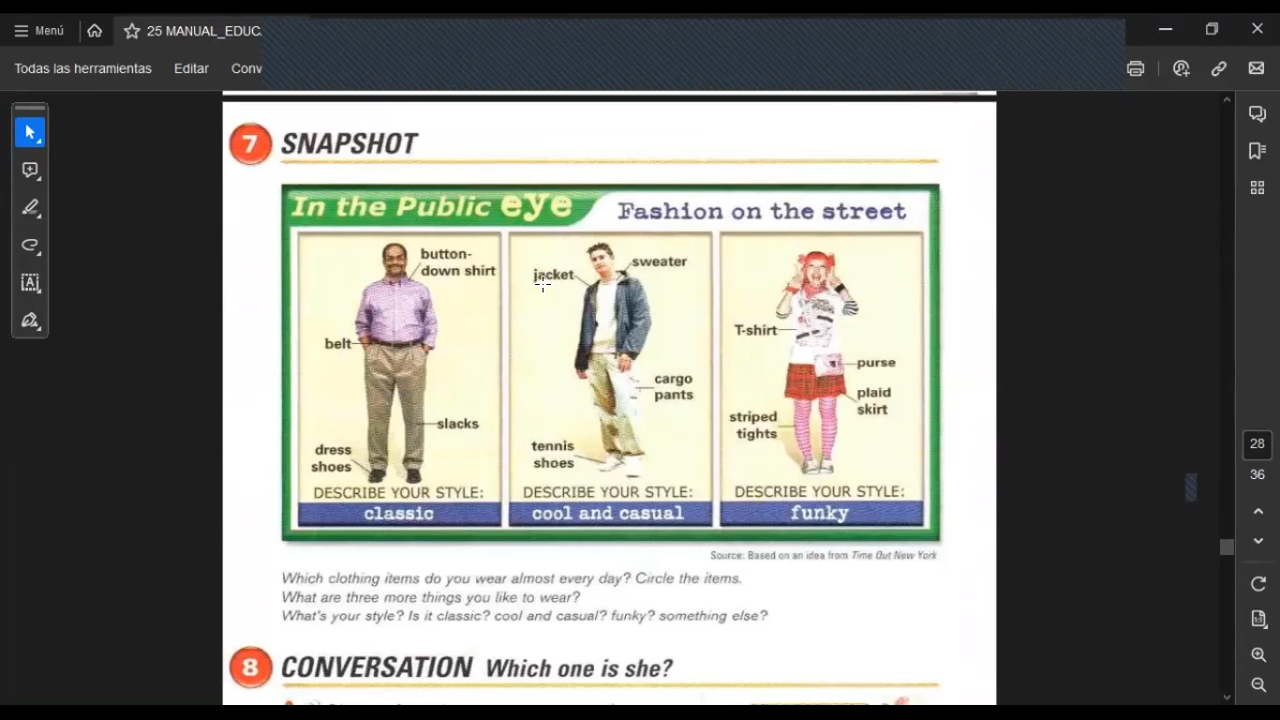 Menú
25 MANUAL_EDUC
Todas las herramientas
Editar
Conv
7 SNAPSHOT
In the Public eye
Fashion on the street
button-
down shirt
belt
slacks
dress
shoes
DESCRIBE YOUR STYLE:
classic
jacket
sweater
cargo
pants
tennis
shoes
DESCRIBE YOUR STYLE:
cool and casual
T-shirt
purse
plaid
skirt
striped
tights
DESCRIBE YOUR STYLE:
funky
Source: Based on an idea from Time Out New York
Which clothing items do you wear almost every day? Circle the items.
What are three more things you like to wear?
What's your style? Is it classic? cool and casual? funky? something else?
8 CONVERSATION Which one is she?
28
36